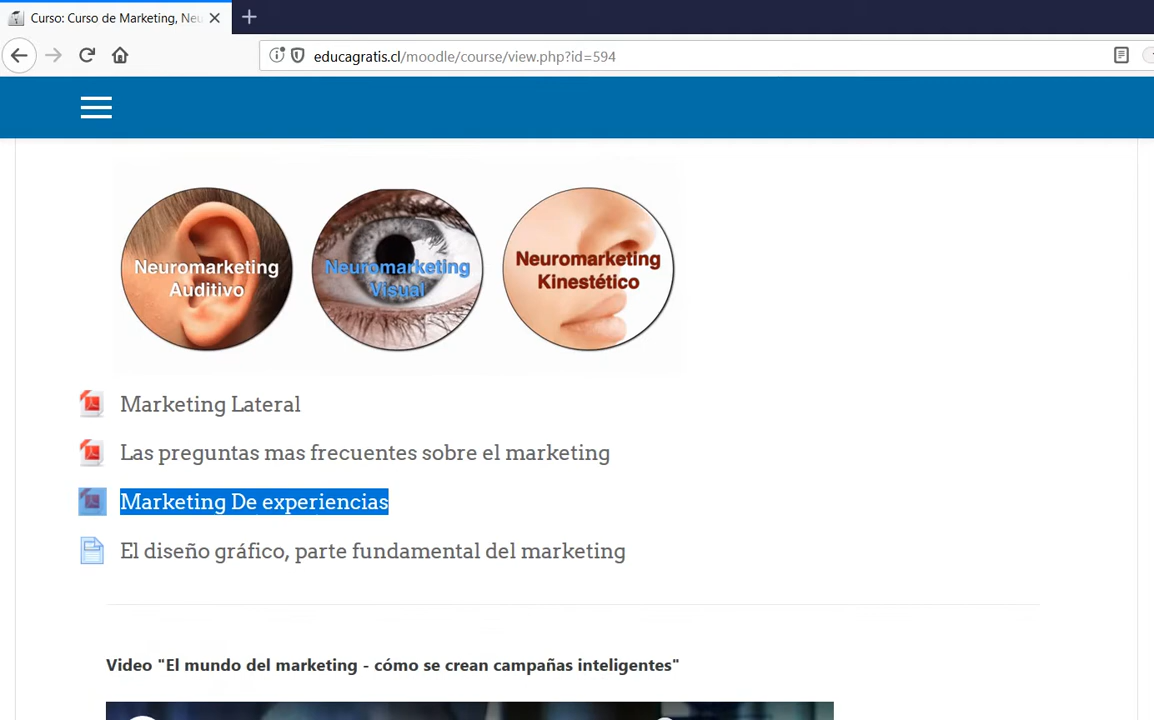 Curso: Curso de Marketing, Neu
educagratis.cl/moodle/course/view.php?id=594
Neuromarketing
Auditivo
Neuromarketing
Visual
Neuromarketing
Kinestético
Marketing Lateral
Las preguntas mas frecuentes sobre el marketing
Marketing De experiencias
El diseño gráfico, parte fundamental del marketing
Video "El mundo del marketing - cómo se crean campañas inteligentes"